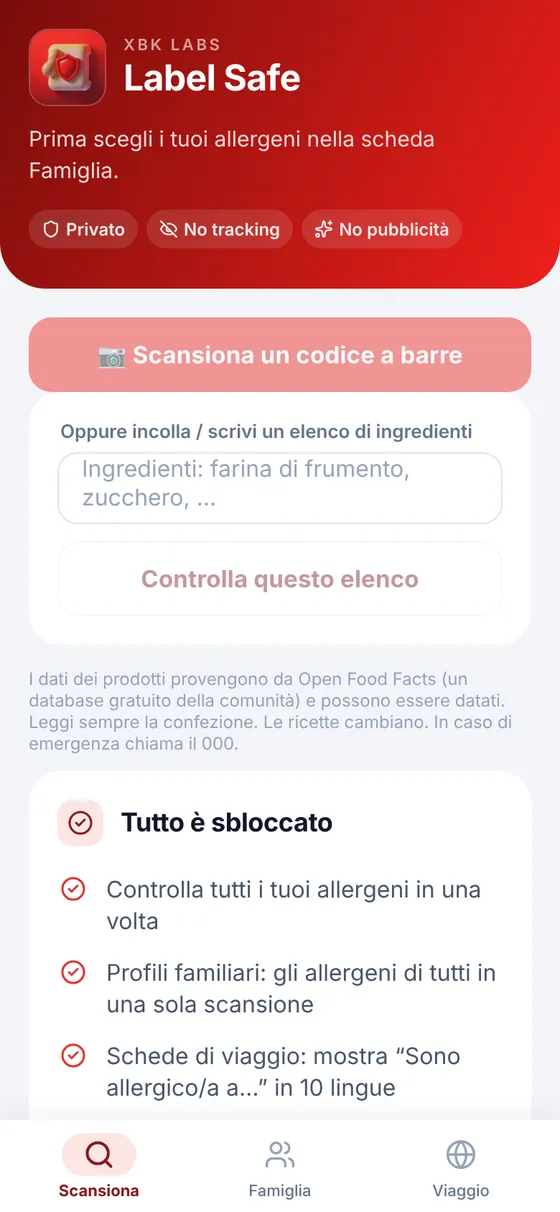 XBK LABS
Label Safe
Prima scegli i tuoi allergeni nella scheda
Famiglia.
Privato
No tracking
No pubblicità
📷 Scansiona un codice a barre
Oppure incolla / scrivi un elenco di ingredienti
Ingredienti: farina di frumento,
zucchero, ...
Controlla questo elenco
I dati dei prodotti provengono da Open Food Facts (un
database gratuito della comunità) e possono essere datati.
Leggi sempre la confezione. Le ricette cambiano. In caso di
emergenza chiama il 000.
Tutto è sbloccato
Controlla tutti i tuoi allergeni in una
volta
Profili familiari: gli allergeni di tutti in
una sola scansione
Schede di viaggio: mostra “Sono
allergico/a a...” in 10 lingue
Scansiona
Famiglia
Viaggio